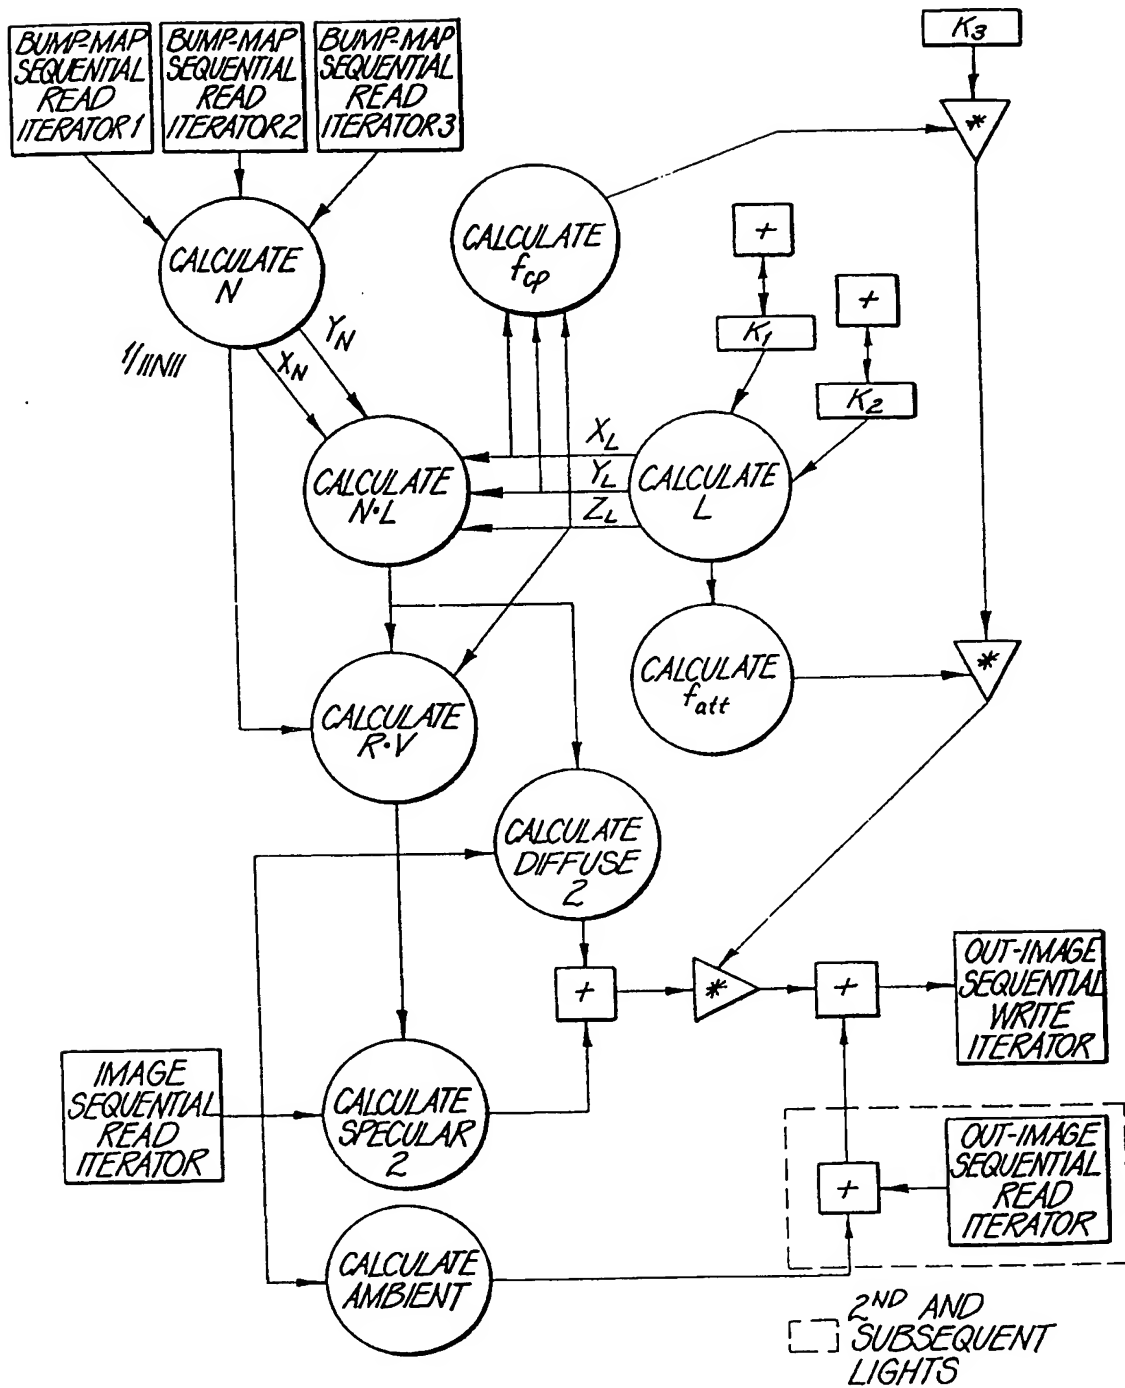 BUMP-MAP
SEQUENTIAL
READ
ITERATOR 1
BUMP-MAP
SEQUENTIAL
READ
ITERATOR 2
BUMP-MAP
SEQUENTIAL
READ
ITERATOR 3
K3
*
CALCULATE
N
CALCULATE
fcp
+
+
K1
K2
1/||N||
XN
YN
CALCULATE
N·L
XL
YL
ZL
CALCULATE
L
CALCULATE
fatt
*
CALCULATE
R·V
CALCULATE
DIFFUSE
2
+
*
+
OUT-IMAGE
SEQUENTIAL
WRITE
ITERATOR
IMAGE
SEQUENTIAL
READ
ITERATOR
CALCULATE
SPECULAR
2
+
OUT-IMAGE
SEQUENTIAL
READ
ITERATOR
CALCULATE
AMBIENT
2ND AND
SUBSEQUENT
LIGHTS